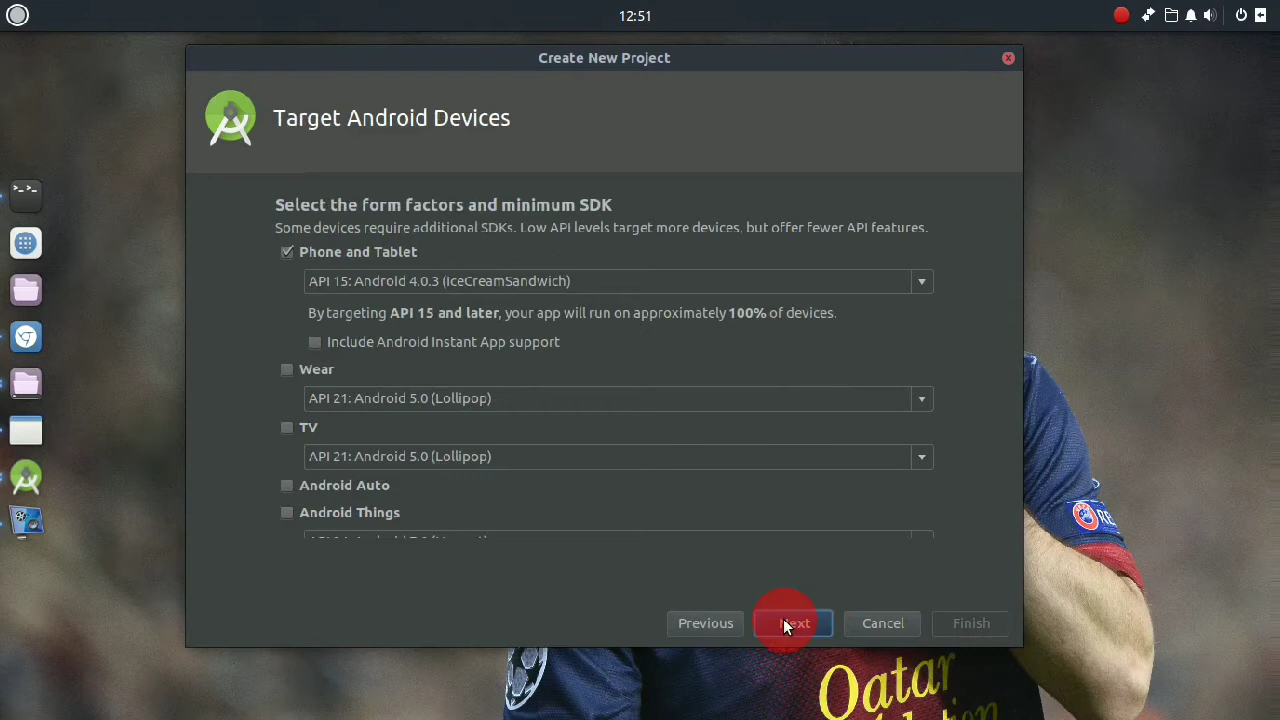 12:51
Create New Project
Target Android Devices
Select the form factors and minimum SDK
Some devices require additional SDKs. Low API levels target more devices, but offer fewer API features.
Phone and Tablet
API 15: Android 4.0.3 (IceCreamSandwich)
By targeting API 15 and later, your app will run on approximately 100% of devices.
Include Android Instant App support
Wear
API 21: Android 5.0 (Lollipop)
TV
API 21: Android 5.0 (Lollipop)
Android Auto
Android Things
Previous
Next
Cancel
Finish
RE
Qatar